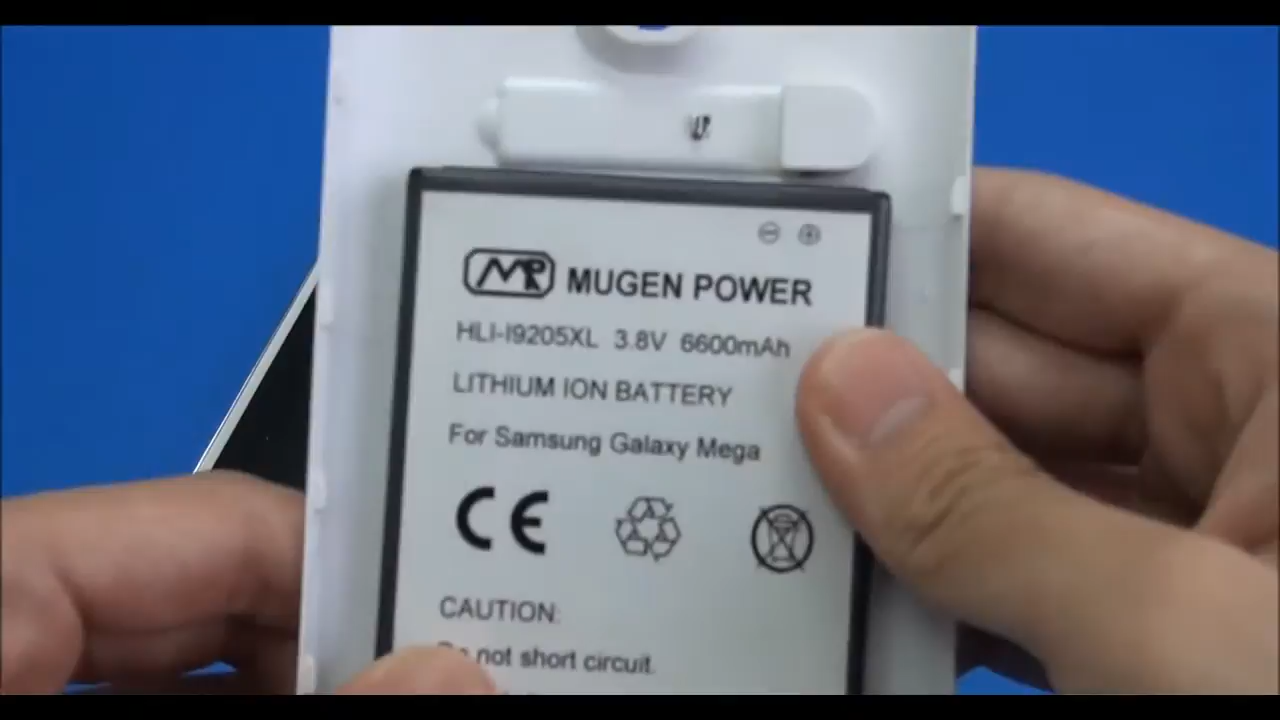 MUGEN POWER
HLI-I9205XL 3.8V 6600mAh
LITHIUM ION BATTERY
For Samsung Galaxy Mega
CE
CAUTION:
not short circuit.